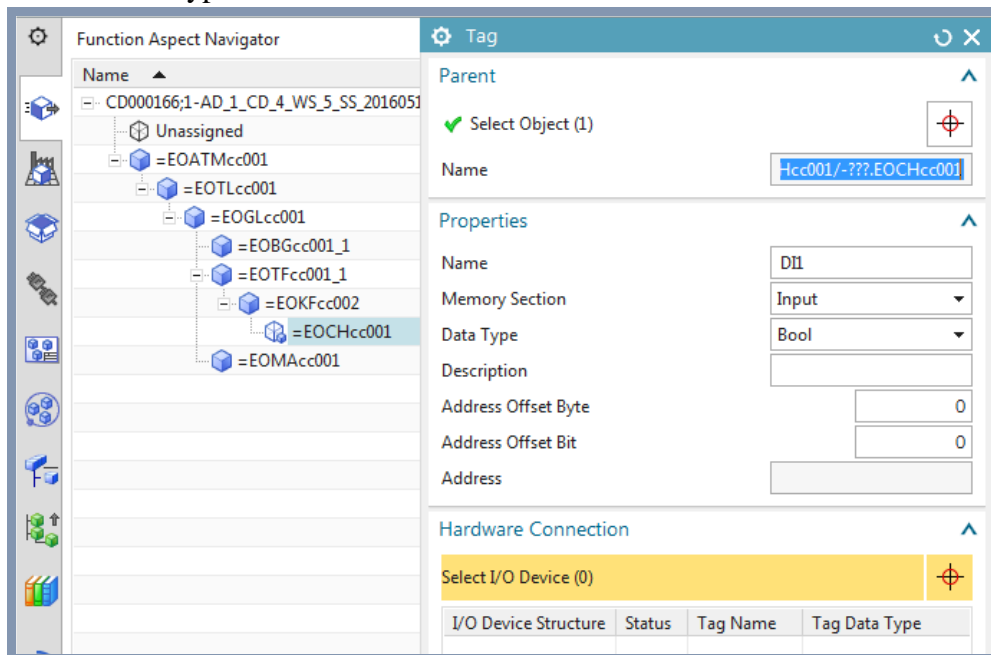 Function Aspect Navigator
Name
CD000166;1-AD_1_CD_4_WS_5_SS_2016051
Unassigned
=EOATMcc001
=EOTLcc001
=EOGLcc001
=EOBGcc001_1
=EOTFcc001_1
=EOKFcc002
=EOCHcc001
=EOMAcc001
Tag
Parent
Select Object (1)
Name Hcc001/-???.EOCHcc001
Properties
Name DI1
Memory Section Input
Data Type Bool
Description
Address Offset Byte 0
Address Offset Bit 0
Address
Hardware Connection
Select I/O Device (0)
I/O Device Structure Status Tag Name Tag Data Type